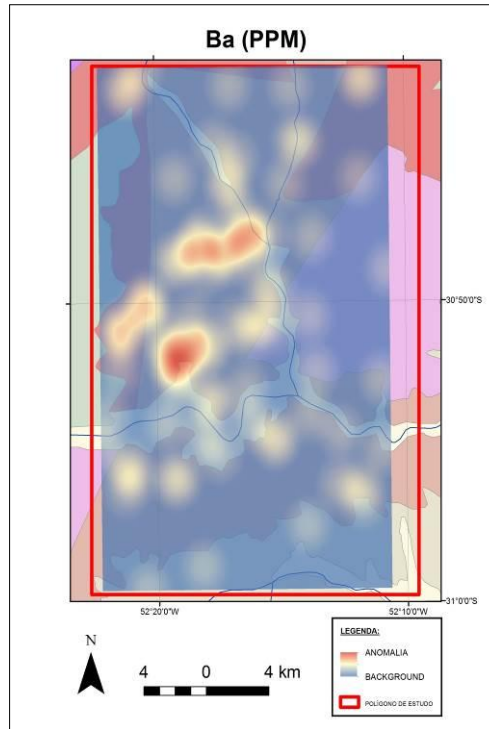 Ba (PPM)
30°50'0"S
31°0'0"S
52°20'0"W
52°10'0"W
N
4 0 4 km
LEGENDA:
ANOMALIA
BACKGROUND
POLÍGONO DE ESTUDO